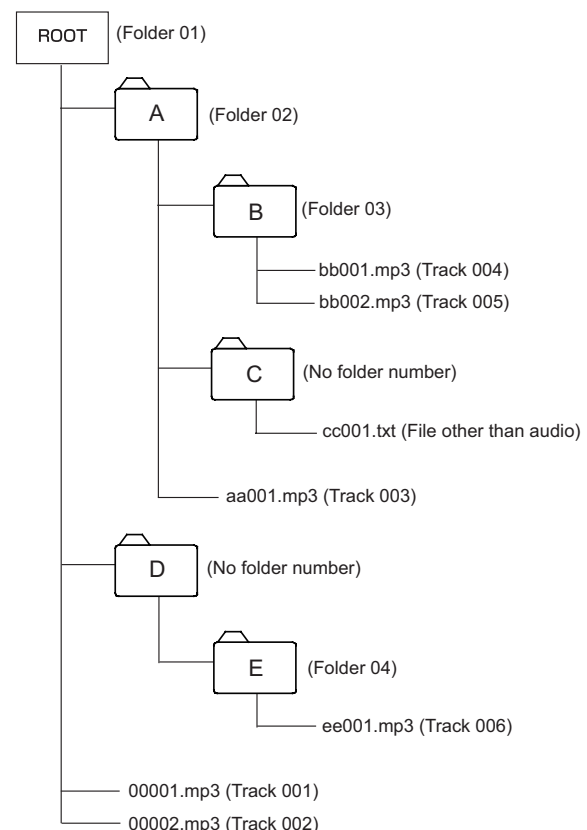 ROOT (Folder 01)
A (Folder 02)
B (Folder 03)
bb001.mp3 (Track 004)
bb002.mp3 (Track 005)
C (No folder number)
cc001.txt (File other than audio)
aa001.mp3 (Track 003)
D (No folder number)
E (Folder 04)
ee001.mp3 (Track 006)
00001.mp3 (Track 001)
00002.mp3 (Track 002)